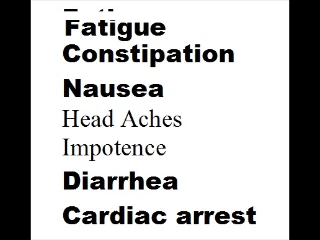 Fatigue
Constipation
Nausea
Head Aches
Impotence
Diarrhea
Cardiac arrest